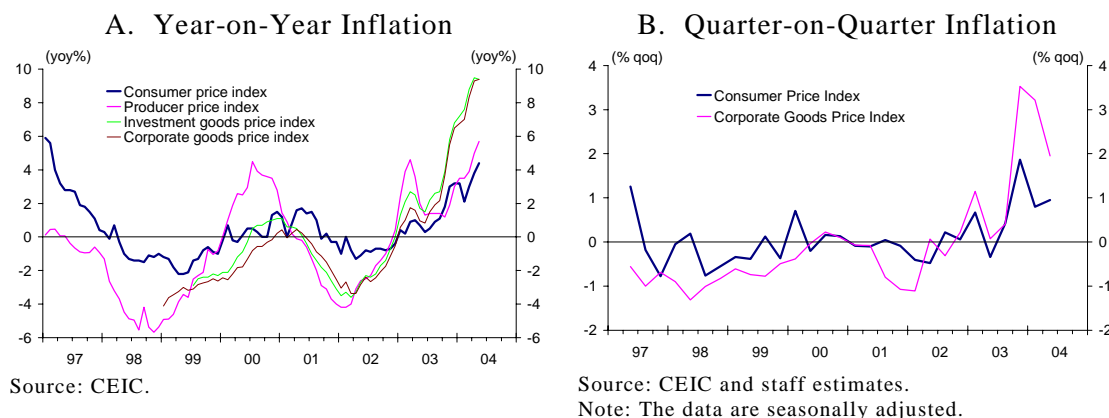 A. Year-on-Year Inflation
(yoy%)
(yoy%)
10
8
6
4
2
0
-2
-4
-6
10
8
6
4
2
0
-2
-4
-6
Consumer price index
Producer price index
Investment goods price index
Corporate goods price index
97 98 99 00 01 02 03 04
Source: CEIC.
B. Quarter-on-Quarter Inflation
(% qoq)
(% qoq)
4
3
2
1
0
-1
-2
4
3
2
1
0
-1
-2
Consumer Price Index
Corporate Goods Price Index
97 98 99 00 01 02 03 04
Source: CEIC and staff estimates.
Note: The data are seasonally adjusted.